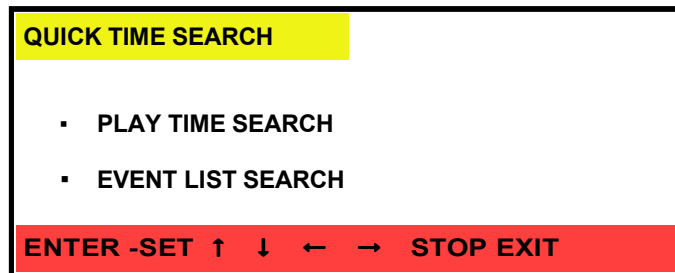 QUICK TIME SEARCH
▪ PLAY TIME SEARCH
▪ EVENT LIST SEARCH
ENTER -SET ↑ ↓ ← → STOP EXIT